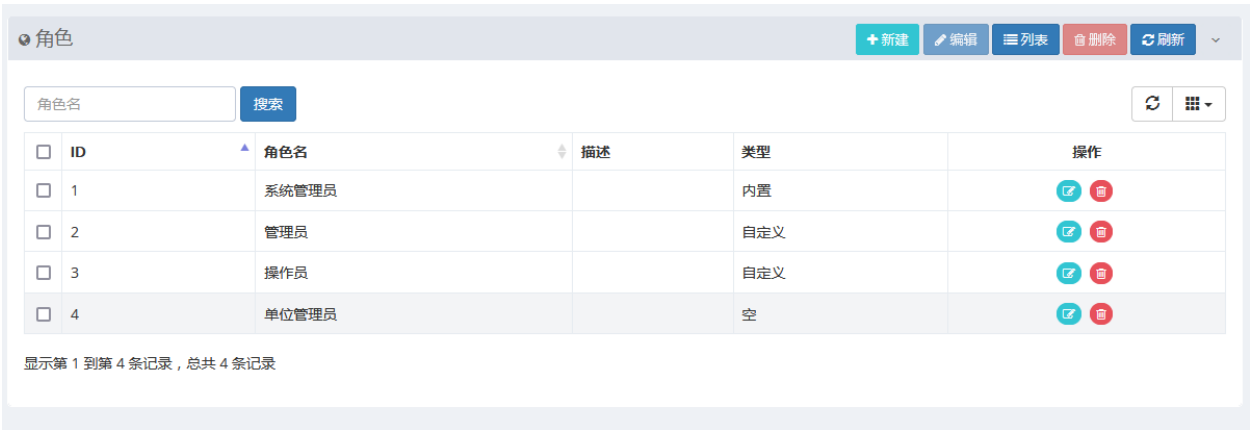 角色 新建 编辑 列表 删除 刷新
角色名 搜索
ID 角色名 描述 类型 操作
1 系统管理员 内置
2 管理员 自定义
3 操作员 自定义
4 单位管理员 空
显示第 1 到第 4 条记录，总共 4 条记录